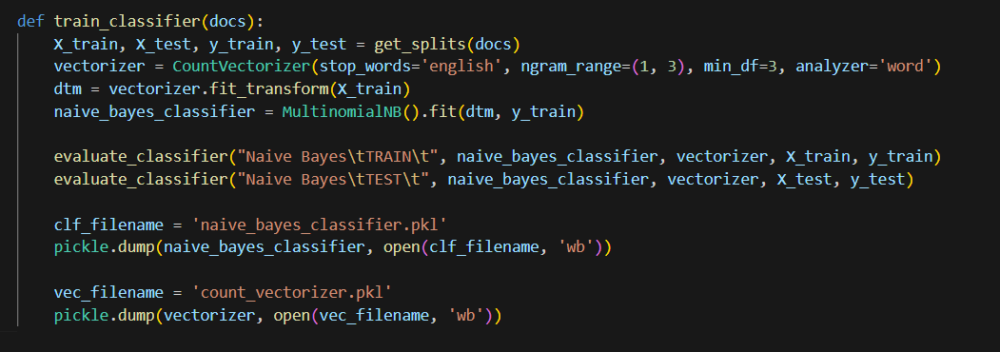 def train_classifier(docs):
    X_train, X_test, y_train, y_test = get_splits(docs)
    vectorizer = CountVectorizer(stop_words='english', ngram_range=(1, 3), min_df=3, analyzer='word')
    dtm = vectorizer.fit_transform(X_train)
    naive_bayes_classifier = MultinomialNB().fit(dtm, y_train)

    evaluate_classifier("Naive Bayes\tTRAIN\t", naive_bayes_classifier, vectorizer, X_train, y_train)
    evaluate_classifier("Naive Bayes\tTEST\t", naive_bayes_classifier, vectorizer, X_test, y_test)

    clf_filename = 'naive_bayes_classifier.pkl'
    pickle.dump(naive_bayes_classifier, open(clf_filename, 'wb'))

    vec_filename = 'count_vectorizer.pkl'
    pickle.dump(vectorizer, open(vec_filename, 'wb'))